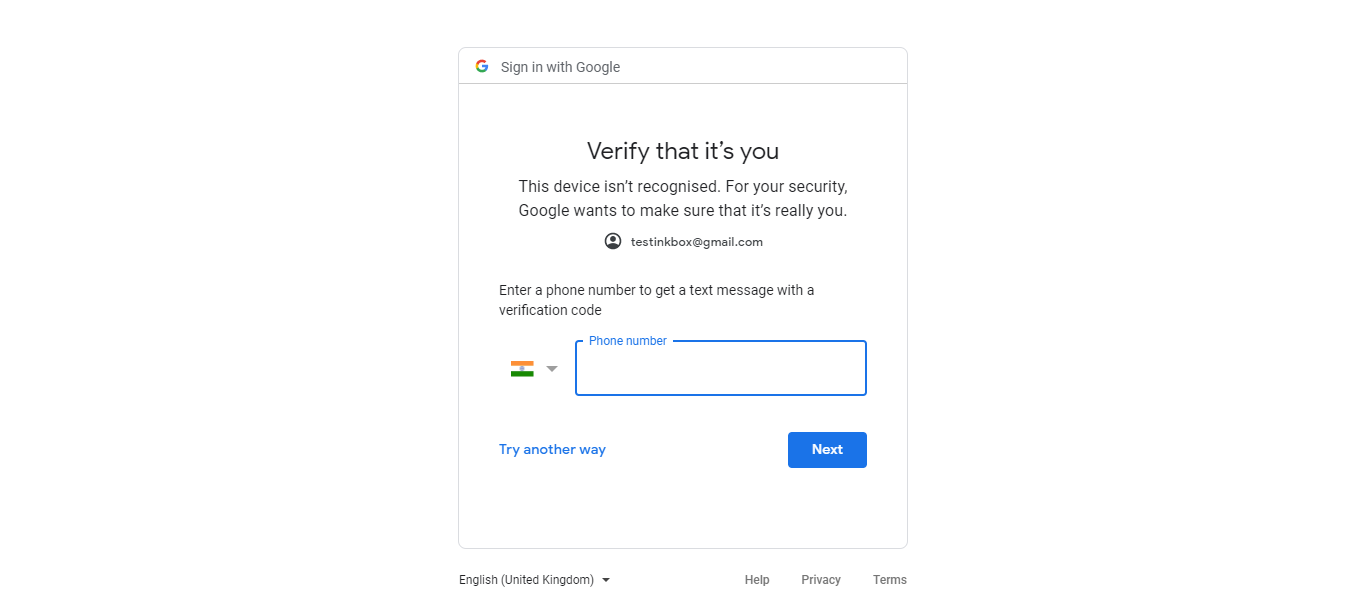 Sign in with Google
Verify that it’s you
This device isn’t recognised. For your security,
Google wants to make sure that it’s really you.
testinkbox@gmail.com
Enter a phone number to get a text message with a
verification code
Phone number
Try another way
Next
English (United Kingdom)
Help
Privacy
Terms